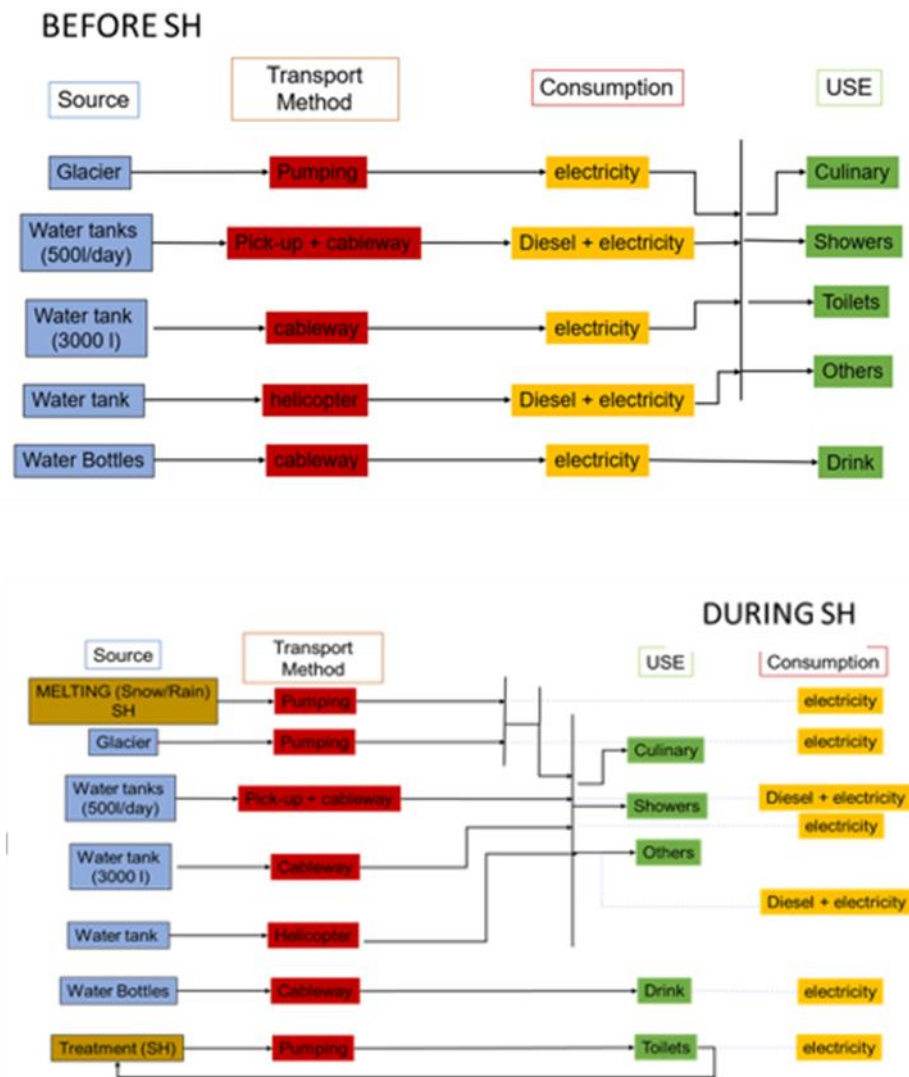 BEFORE SH
Source
Transport
Method
Consumption
USE
Glacier
Pumping
electricity
Culinary
Water tanks
(500l/day)
Pick-up + cableway
Diesel + electricity
Showers
Water tank
(3000 l)
cableway
electricity
Toilets
Water tank
helicopter
Diesel + electricity
Others
Water Bottles
cableway
electricity
Drink
DURING SH
Source
Transport
Method
USE
Consumption
MELTING (Snow/Rain)
SH
Pumping
electricity
Glacier
Pumping
Culinary
electricity
Water tanks
(500l/day)
Pick-up + cableway
Showers
Diesel + electricity
electricity
Water tank
(3000 l)
Cableway
Others
Diesel + electricity
Water tank
Helicopter
Water Bottles
Cableway
Drink
electricity
Treatment (SH)
Pumping
Toilets
electricity